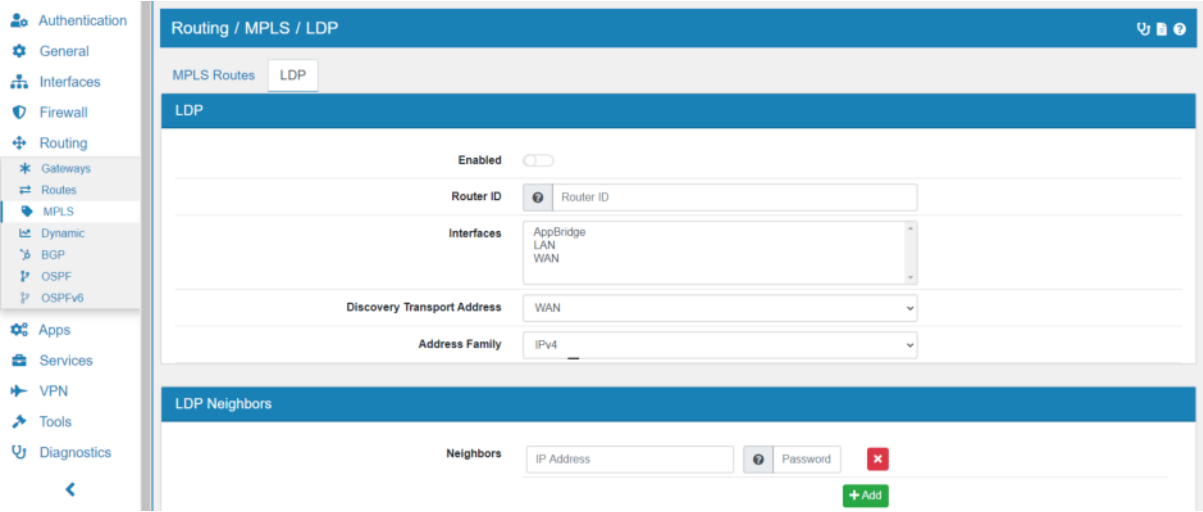 Authentication
General
Interfaces
Firewall
Routing
Gateways
Routes
MPLS
Dynamic
BGP
OSPF
OSPFv6
Apps
Services
VPN
Tools
Diagnostics
Routing / MPLS / LDP
MPLS Routes LDP
LDP
Enabled
Router ID Router ID
Interfaces AppBridge
LAN
WAN
Discovery Transport Address WAN
Address Family IPv4
LDP Neighbors
Neighbors IP Address Password
+ Add